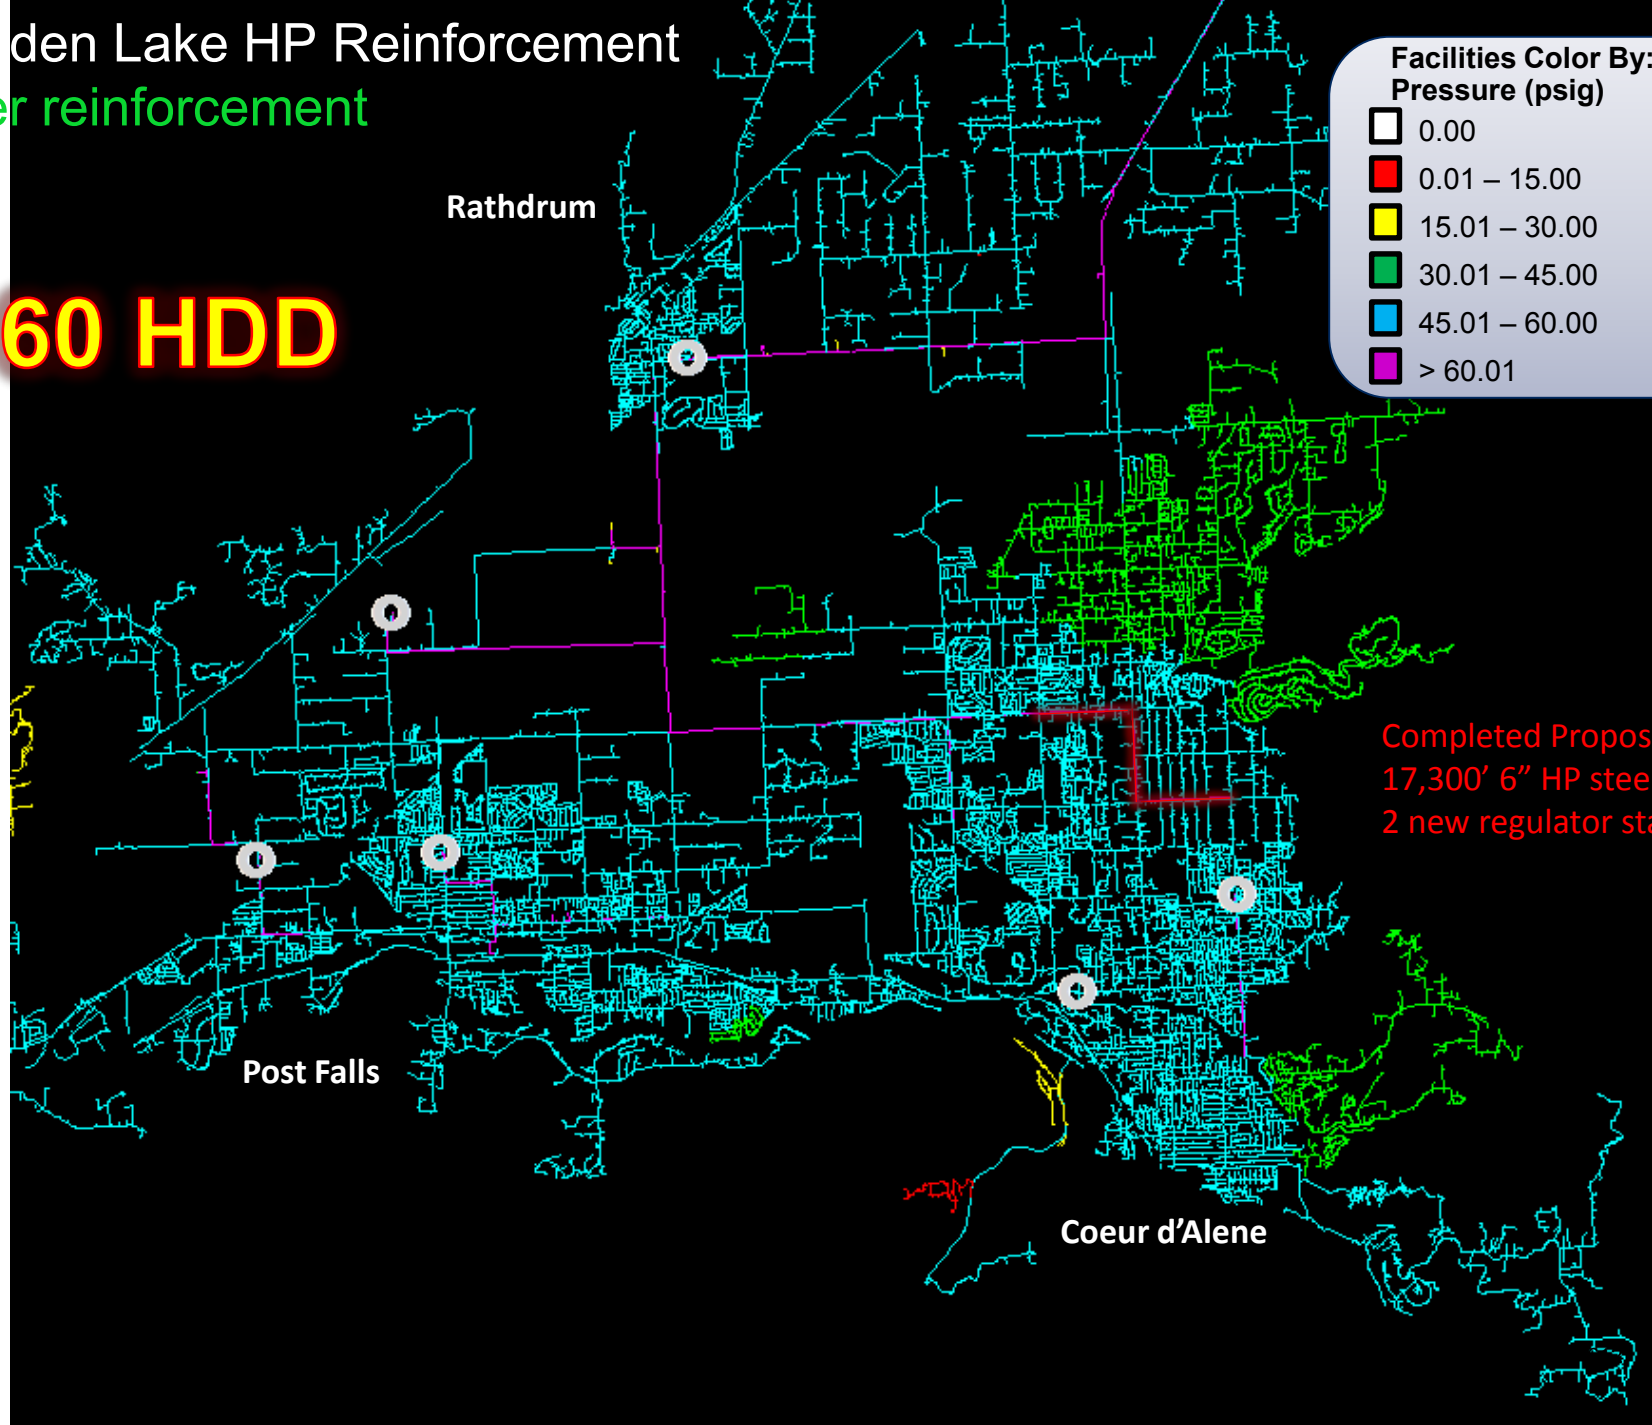 den Lake HP Reinforcement
er reinforcement
Facilities Color By:
Pressure (psig)
0.00
0.01 – 15.00
15.01 – 30.00
30.01 – 45.00
45.01 – 60.00
> 60.01
Rathdrum
60 HDD
Completed Propos
17,300’ 6” HP stee
2 new regulator sta
Post Falls
Coeur d’Alene